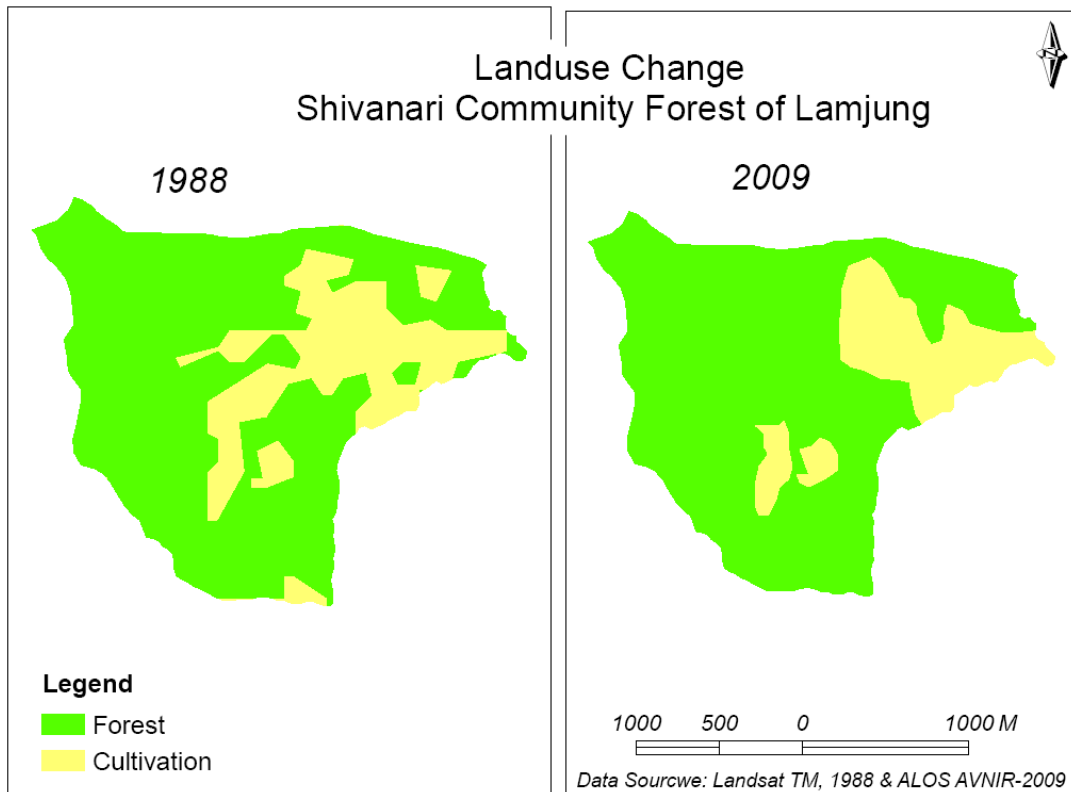 Landuse Change
Shivanari Community Forest of Lamjung
N
1988
2009
Legend
Forest
Cultivation
1000 500 0 1000 M
Data Sourcwe: Landsat TM, 1988 & ALOS AVNIR-2009